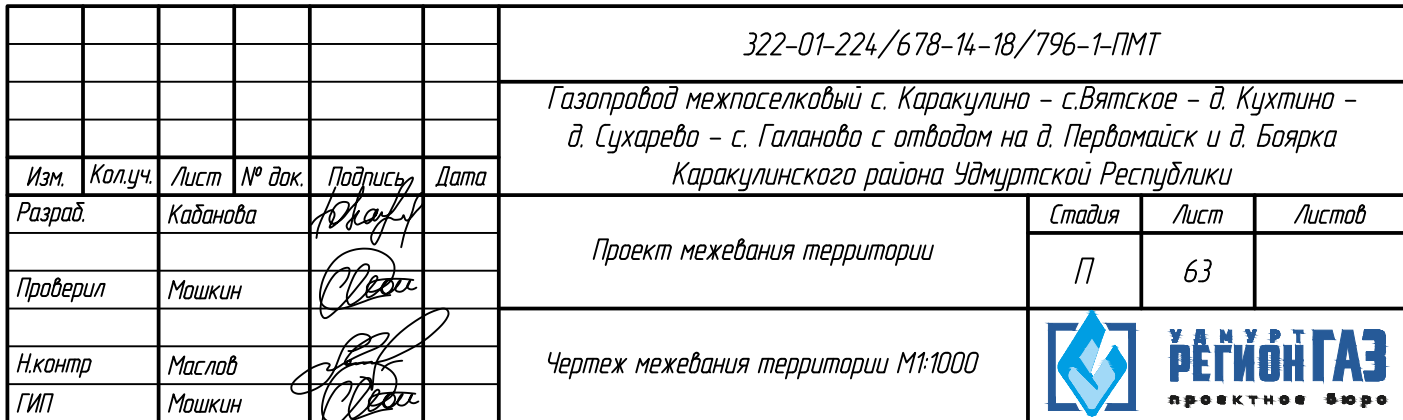 322-01-224/678-14-18/796-1-ПМТ
Газопровод межпоселковый с. Каракулино - с.Вятское - д. Кухтино -
д. Сухарево - с. Галаново с отводом на д. Первомайск и д. Боярка
Каракулинского района Удмуртской Республики
Изм. Кол.уч. Лист № док. Подпись Дата
Разраб. Кабанова
Проверил Мошкин
Н.контр Маслов
ГИП Мошкин
Проект межевания территории
Стадия Лист Листов
П 63
Чертеж межевания территории М1:1000
УДМУРТ
РЕГИОНГАЗ
проектное бюро